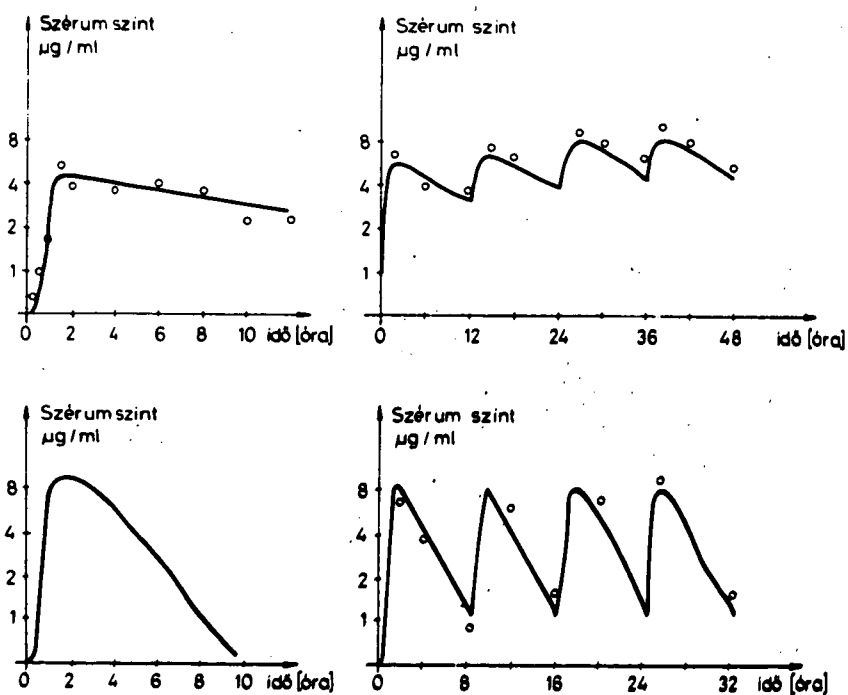 Szérum szint
µg / ml
8
4
2
1
0 2 4 6 8 10 idő [óra]
Szérum szint
µg / ml
8
4
2
1
0 12 24 36 48 idő [óra]
Szérum szint
µg / ml
8
4
2
1
0 2 4 6 8 10 idő [óra]
Szérum szint
µg / ml
8
4
2
1
0 8 16 24 32 idő [óra]